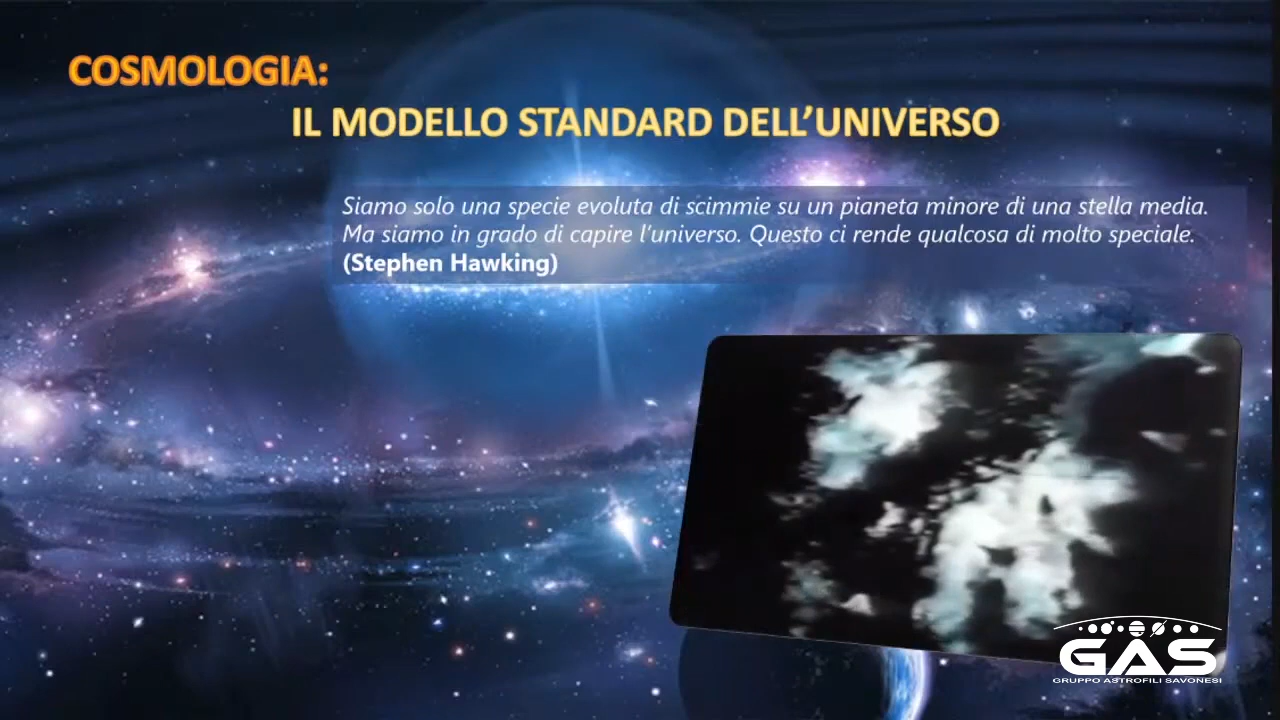 COSMOLOGIA:
IL MODELLO STANDARD DELL'UNIVERSO
Siamo solo una specie evoluta di scimmie su un pianeta minore di una stella media.
Ma siamo in grado di capire l'universo. Questo ci rende qualcosa di molto speciale.
(Stephen Hawking)
GAS
GRUPPO ASTROFILI SAVONESI